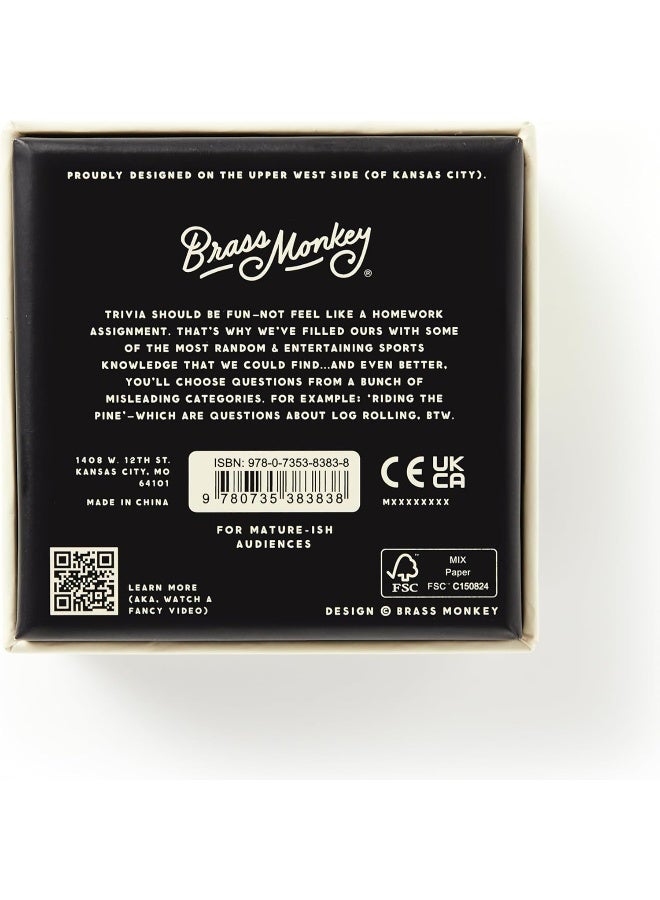 PROUDLY DESIGNED ON THE UPPER WEST SIDE (OF KANSAS CITY).
Brass Monkey®
TRIVIA SHOULD BE FUN–NOT FEEL LIKE A HOMEWORK
ASSIGNMENT. THAT'S WHY WE'VE FILLED OURS WITH SOME
OF THE MOST RANDOM & ENTERTAINING SPORTS
KNOWLEDGE THAT WE COULD FIND...AND EVEN BETTER,
YOU'LL CHOOSE QUESTIONS FROM A BUNCH OF
MISLEADING CATEGORIES. FOR EXAMPLE: 'RIDING THE
PINE'–WHICH ARE QUESTIONS ABOUT LOG ROLLING, BTW.
1408 W. 12TH ST.
KANSAS CITY, MO
64101
MADE IN CHINA
ISBN: 978-0-7353-8383-8
9 780735 383838
FOR MATURE-ISH
AUDIENCES
CE UK
CA
MXXXXXXXXX
LEARN MORE
(AKA, WATCH A
FANCY VIDEO)
FSC
MIX
Paper
FSC™ C150824
DESIGN © BRASS MONKEY